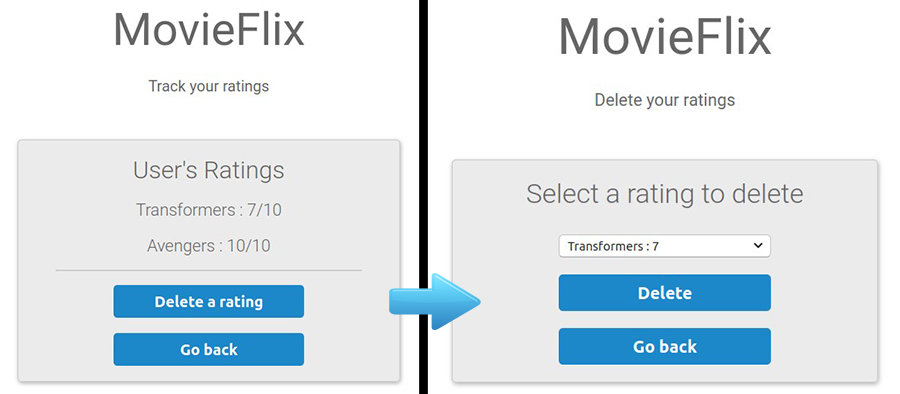 MovieFlix
Track your ratings
User's Ratings
Transformers : 7/10
Avengers : 10/10
Delete a rating
Go back
MovieFlix
Delete your ratings
Select a rating to delete
Transformers : 7
Delete
Go back